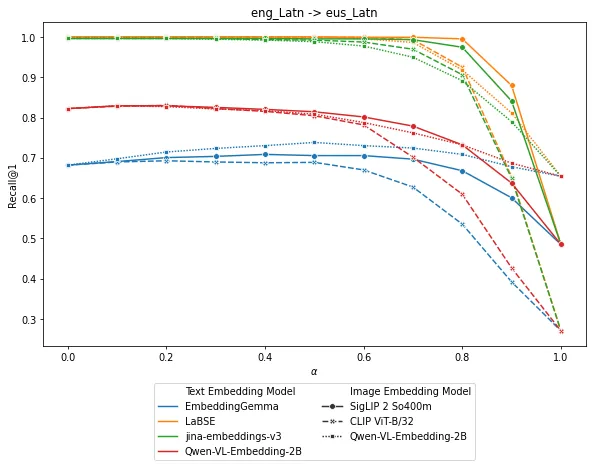 eng_Latn -> eus_Latn
Recall@1
1.0
0.9
0.8
0.7
0.6
0.5
0.4
0.3
0.0 0.2 0.4 0.6 0.8 1.0
α
Text Embedding Model Image Embedding Model
EmbeddingGemma SigLIP 2 So400m
LaBSE CLIP ViT-B/32
jina-embeddings-v3 Qwen-VL-Embedding-2B
Qwen-VL-Embedding-2B